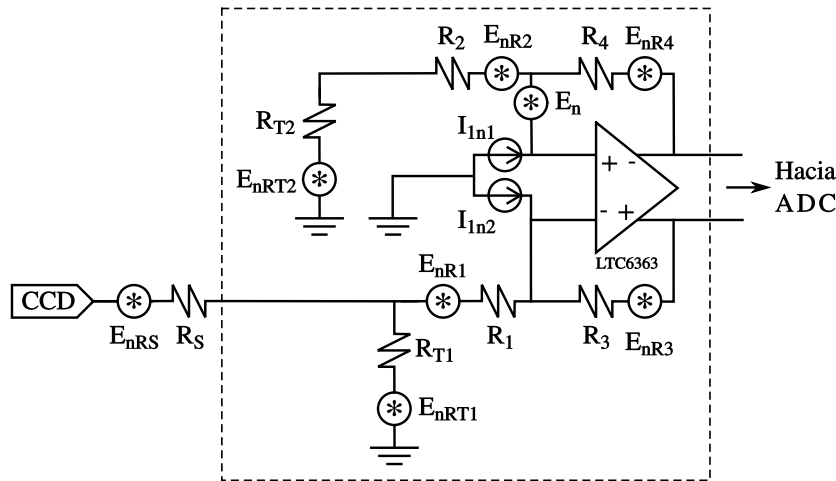 R2
EnR2
R4
EnR4
En
RT2
I1n1
+
-
EnRT2
Hacia
ADC
I1n2
-
+
LTC6363
EnR1
CCD
EnRS
RS
R1
R3
EnR3
RT1
EnRT1